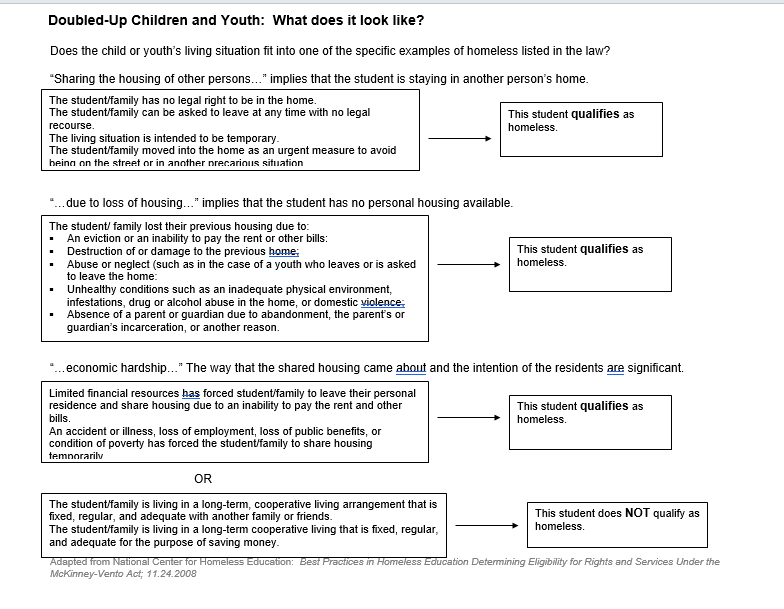 Doubled-Up Children and Youth:  What does it look like?
Does the child or youth's living situation fit into one of the specific examples of homeless listed in the law?
“Sharing the housing of other persons…” implies that the student is staying in another person's home.
The student/family has no legal right to be in the home.
The student/family can be asked to leave at any time with no legal
recourse.
The living situation is intended to be temporary.
The student/family moved into the home as an urgent measure to avoid
being on the street or in another precarious situation
This student qualifies as
homeless.
“…due to loss of housing…” implies that the student has no personal housing available.
The student/ family lost their previous housing due to:
▪ An eviction or an inability to pay the rent or other bills:
▪ Destruction of or damage to the previous home;
▪ Abuse or neglect (such as in the case of a youth who leaves or is asked
to leave the home:
▪ Unhealthy conditions such as an inadequate physical environment,
infestations, drug or alcohol abuse in the home, or domestic violence;
▪ Absence of a parent or guardian due to abandonment, the parent's or
guardian's incarceration, or another reason.
This student qualifies as
homeless.
“…economic hardship…” The way that the shared housing came about and the intention of the residents are significant.
Limited financial resources has forced student/family to leave their personal
residence and share housing due to an inability to pay the rent and other
bills.
An accident or illness, loss of employment, loss of public benefits, or
condition of poverty has forced the student/family to share housing
temporarily
This student qualifies as
homeless.
OR
The student/family is living in a long-term, cooperative living arrangement that is
fixed, regular, and adequate with another family or friends.
The student/family is living in a long-term cooperative living that is fixed, regular,
and adequate for the purpose of saving money.
This student does NOT qualify as
homeless.
Adapted from National Center for Homeless Education:  Best Practices in Homeless Education Determining Eligibility for Rights and Services Under the
McKinney-Vento Act; 11.24.2008